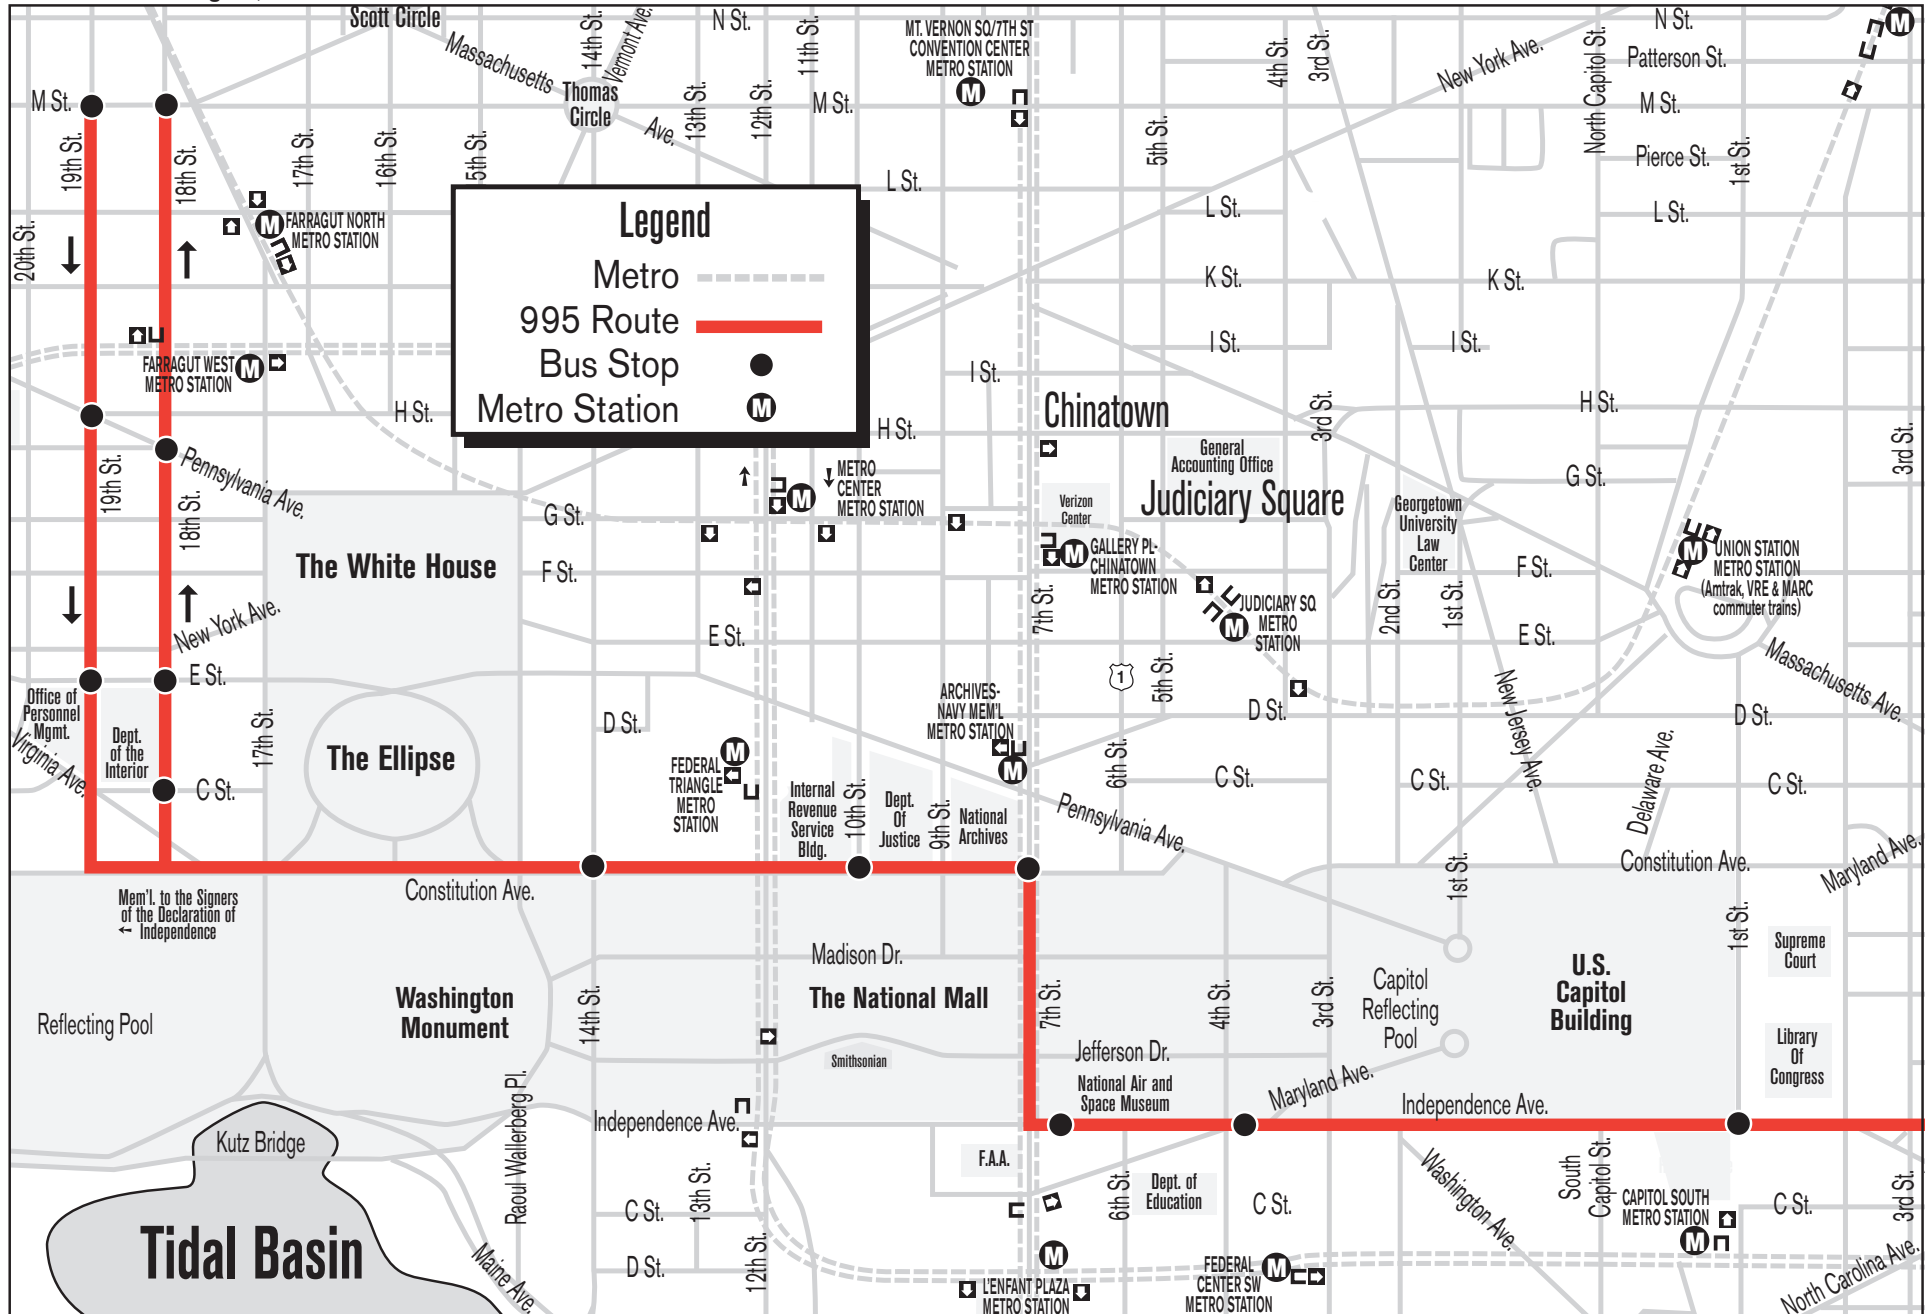 Scott Circle
14th St.
Vermont Ave.
N St.
11th St.
MT. VERNON SQ/7TH ST
CONVENTION CENTER
METRO STATION
M
4th St.
3rd St.
New York Ave.
North Capitol St.
N St.
Patterson St.
M
Massachusetts
Ave.
Thomas
Circle
M St.
13th St.
12th St.
M St.
M St.
5th St.
Pierce St.
1st St.
19th St.
18th St.
17th St.
16th St.
5th St.
L St.
L St.
L St.
20th St.
M
FARRAGUT NORTH
METRO STATION
Legend
Metro
995 Route
Bus Stop
Metro Station
M
K St.
K St.
I St.
I St.
I St.
FARRAGUT WEST
METRO STATION
M
H St.
H St.
H St.
Chinatown
3rd St.
3rd St.
General
Accounting Office
Judiciary Square
G St.
19th St.
Pennsylvania Ave.
18th St.
METRO
CENTER
METRO STATION
M
G St.
Verizon
Center
Georgetown
University
Law
Center
The White House
F St.
M
GALLERY PL-
CHINATOWN
METRO STATION
F St.
M
UNION STATION
METRO STATION
(Amtrak, VRE & MARC
commuter trains)
New York Ave.
7th St.
JUDICIARY SQ.
METRO
STATION
M
2nd St.
1st St.
E St.
E St.
E St.
Massachusetts Ave.
1
5th St.
New Jersey Ave.
Office of
Personnel
Mgmt.
Virginia Ave.
Dept.
of the
Interior
17th St.
The Ellipse
D St.
ARCHIVES-
NAVY MEM'L
METRO STATION
M
D St.
D St.
C St.
FEDERAL
TRIANGLE
METRO
STATION
M
Internal
Revenue
Service
Bldg.
10th St.
Dept.
Of
Justice
9th St.
National
Archives
6th St.
C St.
C St.
C St.
Delaware Ave.
Pennsylvania Ave.
Maryland Ave.
Constitution Ave.
Constitution Ave.
1st St.
1st St.
Mem'l. to the Signers
of the Declaration of
Independence
Madison Dr.
Supreme
Court
U.S.
Capitol
Building
Washington
Monument
14th St.
The National Mall
7th St.
4th St.
3rd St.
Capitol
Reflecting
Pool
Reflecting Pool
Smithsonian
Jefferson Dr.
Library
Of
Congress
National Air and
Space Museum
Maryland Ave.
Independence Ave.
Independence Ave.
Raoul Wallerberg Pl.
Kutz Bridge
F.A.A.
6th St.
Dept. of
Education
Washington Ave.
South
Capitol St.
CAPITOL SOUTH
METRO STATION
M
C St.
C St.
C St.
3rd St.
13th St.
Tidal Basin
Maine Ave.
D St.
12th St.
M
L'ENFANT PLAZA
METRO STATION
FEDERAL
CENTER SW
METRO STATION
M
North Carolina Ave.